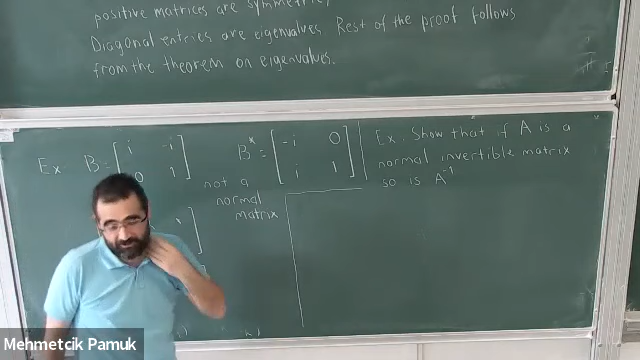 positive matrices are symmetric,
Diagonal entries are eigenvalues. Rest of the proof follows
from the theorem on eigenvalues.
Ex B = [ i -i
0 1 ]
B* = [ -i 0
i 1 ]
not a
normal
matrix
Ex. Show that if A is a
normal invertible matrix
so is A⁻¹
Mehmetcik Pamuk